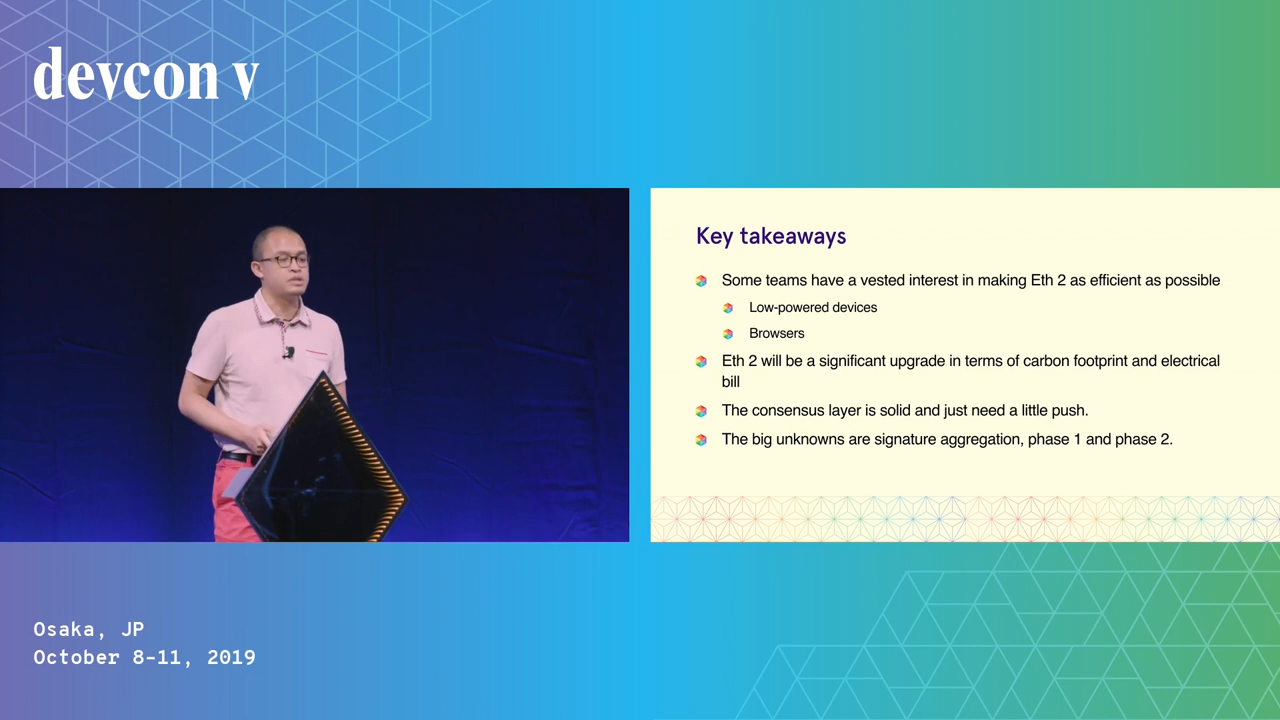 devcon v
Key takeaways
Some teams have a vested interest in making Eth 2 as efficient as possible
Low-powered devices
Browsers
Eth 2 will be a significant upgrade in terms of carbon footprint and electrical
bill
The consensus layer is solid and just need a little push.
The big unknowns are signature aggregation, phase 1 and phase 2.
Osaka, JP
October 8-11, 2019